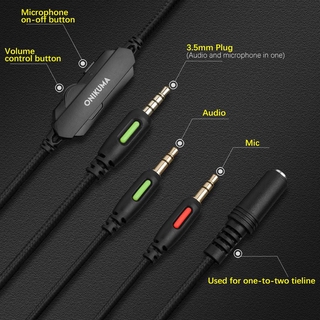 Microphone
on-off button
Volume
control button
ONIKUMA
3.5mm Plug
(Audio and microphone in one)
Audio
Mic
Used for one-to-two tieline